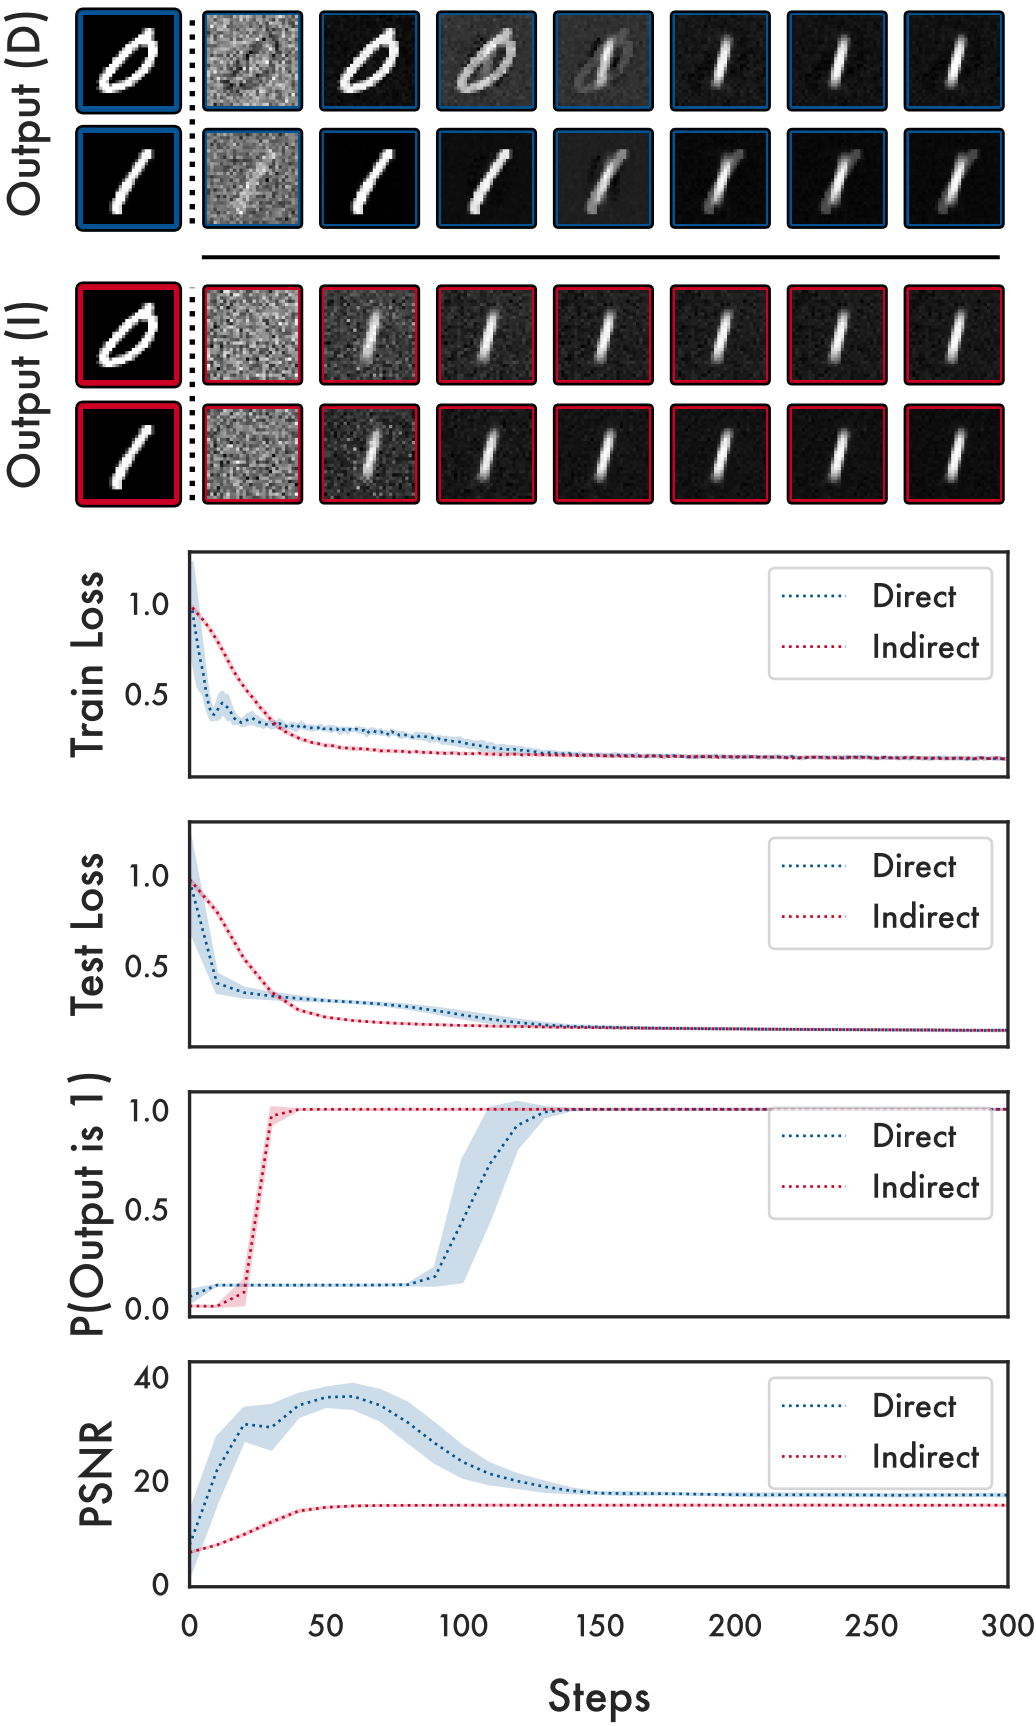 Output (D)
Output (I)
Train Loss
1.0
0.5
Direct
Indirect
Test Loss
1.0
0.5
Direct
Indirect
P(Output is 1)
1.0
0.5
0.0
Direct
Indirect
PSNR
40
20
0
Direct
Indirect
0 50 100 150 200 250 300
Steps